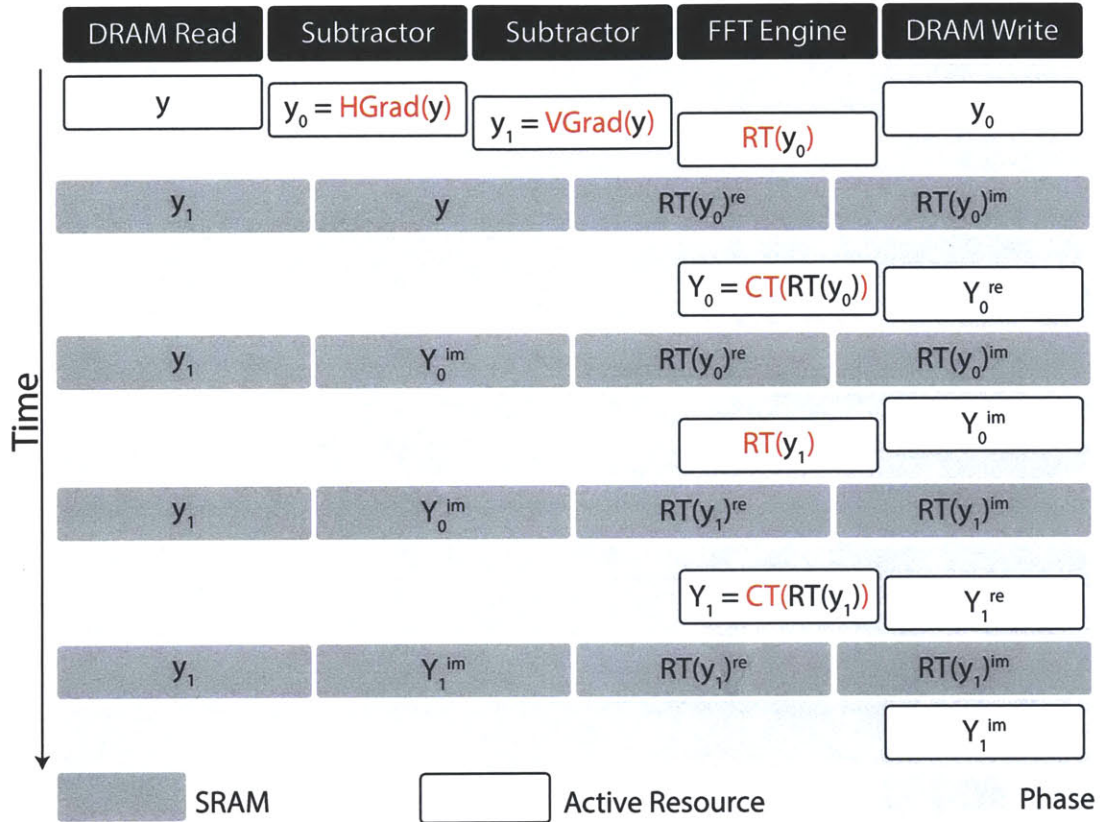 DRAM Read Subtractor Subtractor FFT Engine DRAM Write
y y₀ = HGrad(y) y₁ = VGrad(y) RT(y₀) y₀
y₁ y RT(y₀)ʳᵉ RT(y₀)ⁱᵐ
Y₀ = CT(RT(y₀)) Y₀ʳᵉ
y₁ Y₀ⁱᵐ RT(y₀)ʳᵉ RT(y₀)ⁱᵐ
Time
RT(y₁) Y₀ⁱᵐ
y₁ Y₀ⁱᵐ RT(y₁)ʳᵉ RT(y₁)ⁱᵐ
Y₁ = CT(RT(y₁)) Y₁ʳᵉ
y₁ Y₁ⁱᵐ RT(y₁)ʳᵉ RT(y₁)ⁱᵐ
Y₁ⁱᵐ
SRAM Active Resource Phase